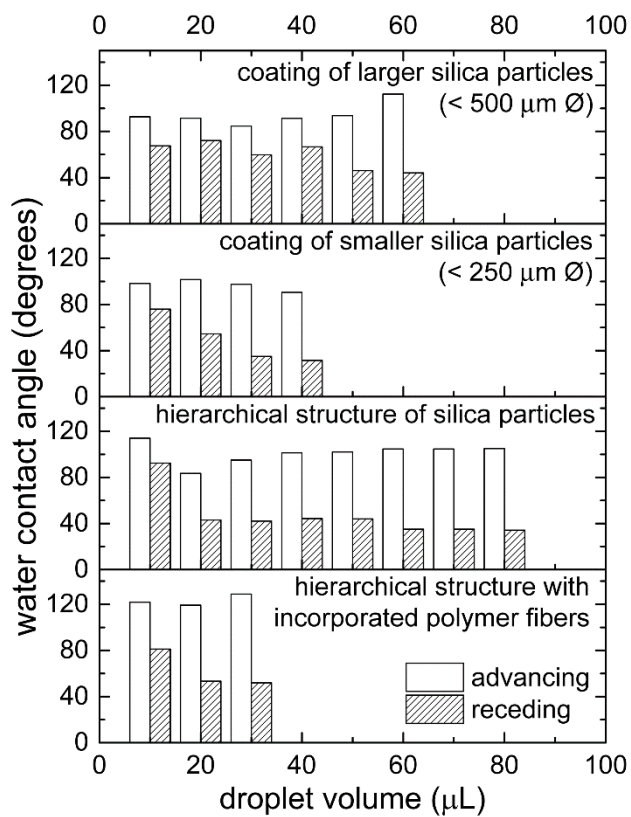 0 20 40 60 80 100
120
coating of larger silica particles
(< 500 μm Ø)
80
40
0
120
coating of smaller silica particles
(< 250 μm Ø)
80
40
0
water contact angle (degrees)
120
hierarchical structure of silica particles
80
40
0
120
hierarchical structure with
incorporated polymer fibers
80
40
0
advancing
receding
0 20 40 60 80 100
droplet volume (μL)